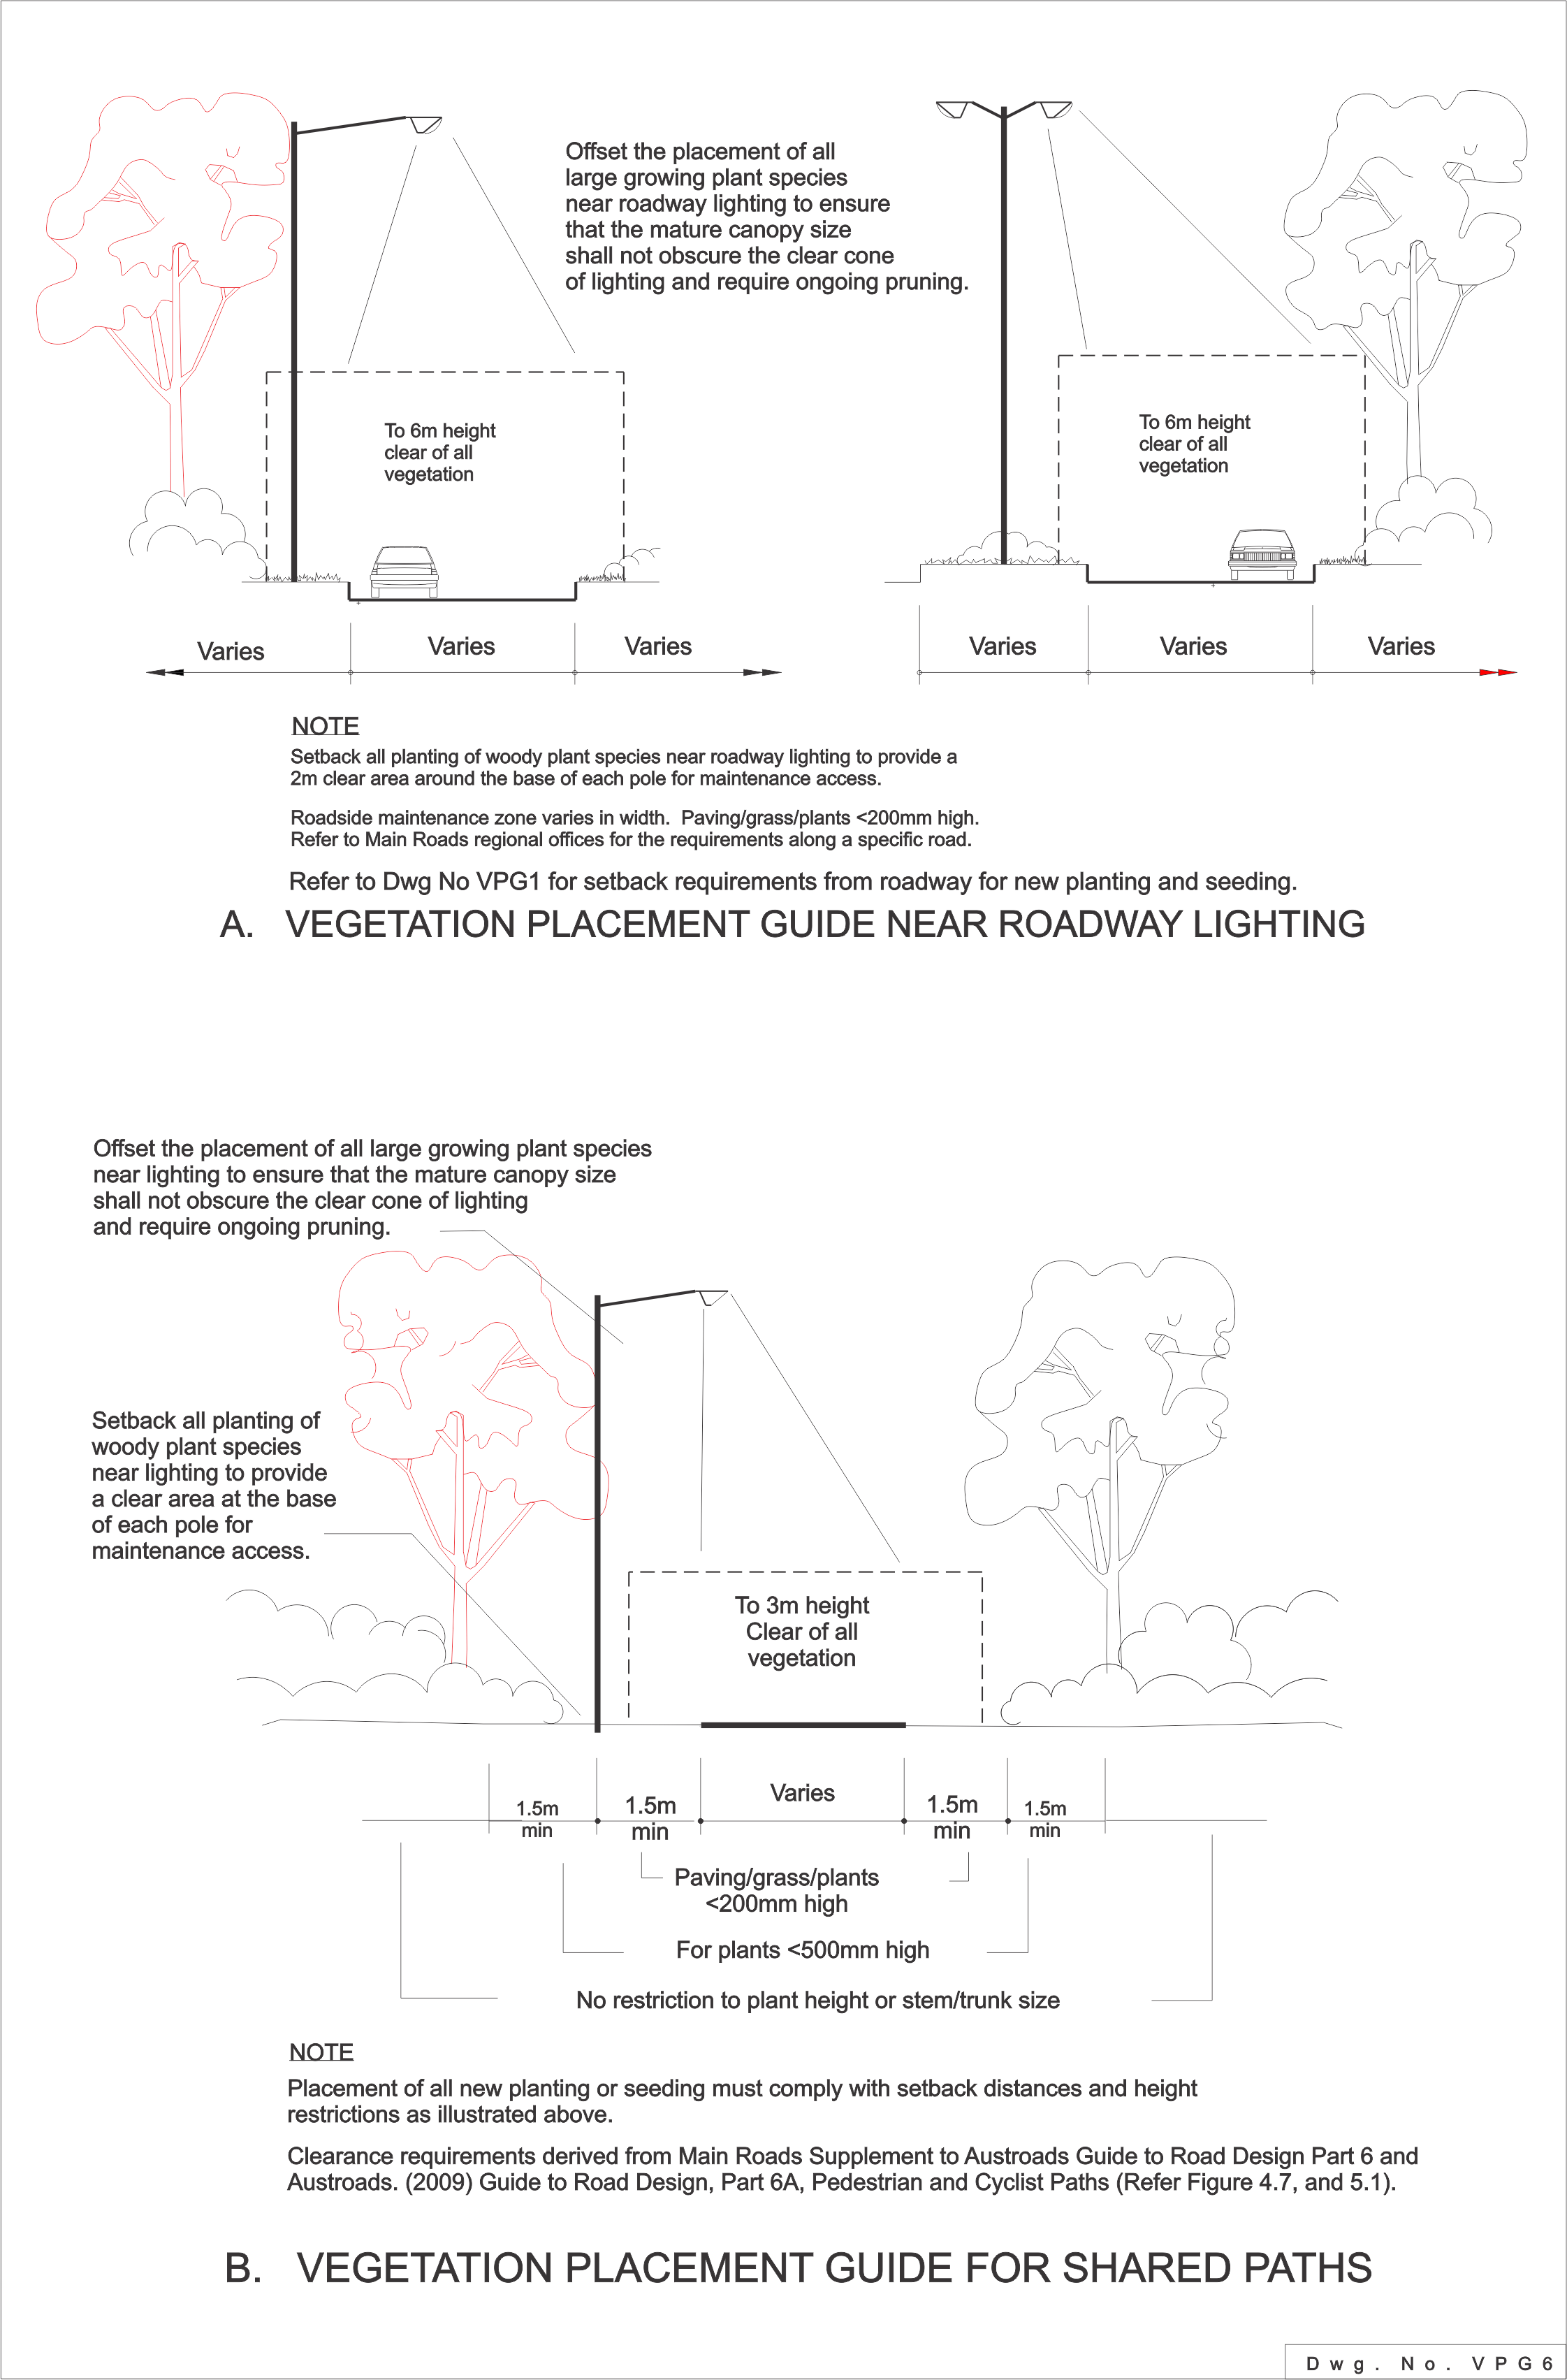 Offset the placement of all
large growing plant species
near roadway lighting to ensure
that the mature canopy size
shall not obscure the clear cone
of lighting and require ongoing pruning.
To 6m height
clear of all
vegetation
To 6m height
clear of all
vegetation
Varies
Varies
Varies
Varies
Varies
Varies
NOTE
Setback all planting of woody plant species near roadway lighting to provide a
2m clear area around the base of each pole for maintenance access.
Roadside maintenance zone varies in width. Paving/grass/plants <200mm high.
Refer to Main Roads regional offices for the requirements along a specific road.
Refer to Dwg No VPG1 for setback requirements from roadway for new planting and seeding.
A. VEGETATION PLACEMENT GUIDE NEAR ROADWAY LIGHTING
Offset the placement of all large growing plant species
near lighting to ensure that the mature canopy size
shall not obscure the clear cone of lighting
and require ongoing pruning.
Setback all planting of
woody plant species
near lighting to provide
a clear area at the base
of each pole for
maintenance access.
To 3m height
Clear of all
vegetation
1.5m
min
1.5m
min
Varies
1.5m
min
1.5m
min
Paving/grass/plants
<200mm high
For plants <500mm high
No restriction to plant height or stem/trunk size
NOTE
Placement of all new planting or seeding must comply with setback distances and height
restrictions as illustrated above.
Clearance requirements derived from Main Roads Supplement to Austroads Guide to Road Design Part 6 and
Austroads. (2009) Guide to Road Design, Part 6A, Pedestrian and Cyclist Paths (Refer Figure 4.7, and 5.1).
B. VEGETATION PLACEMENT GUIDE FOR SHARED PATHS
Dwg. No. VPG6